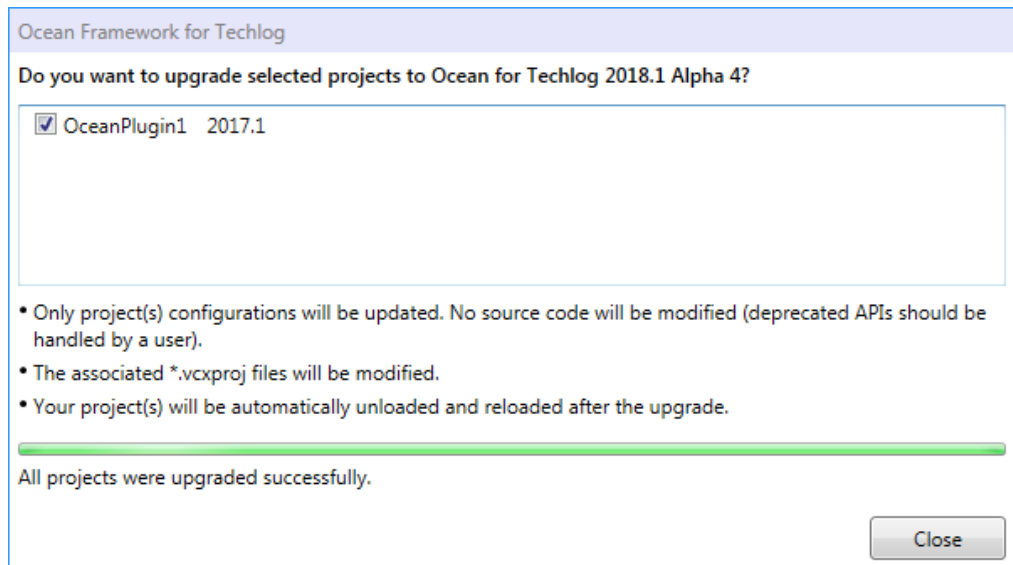 Ocean Framework for Techlog
Do you want to upgrade selected projects to Ocean for Techlog 2018.1 Alpha 4?
OceanPlugin1 2017.1
• Only project(s) configurations will be updated. No source code will be modified (deprecated APIs should be
handled by a user).
• The associated *.vcxproj files will be modified.
• Your project(s) will be automatically unloaded and reloaded after the upgrade.
All projects were upgraded successfully.
Close